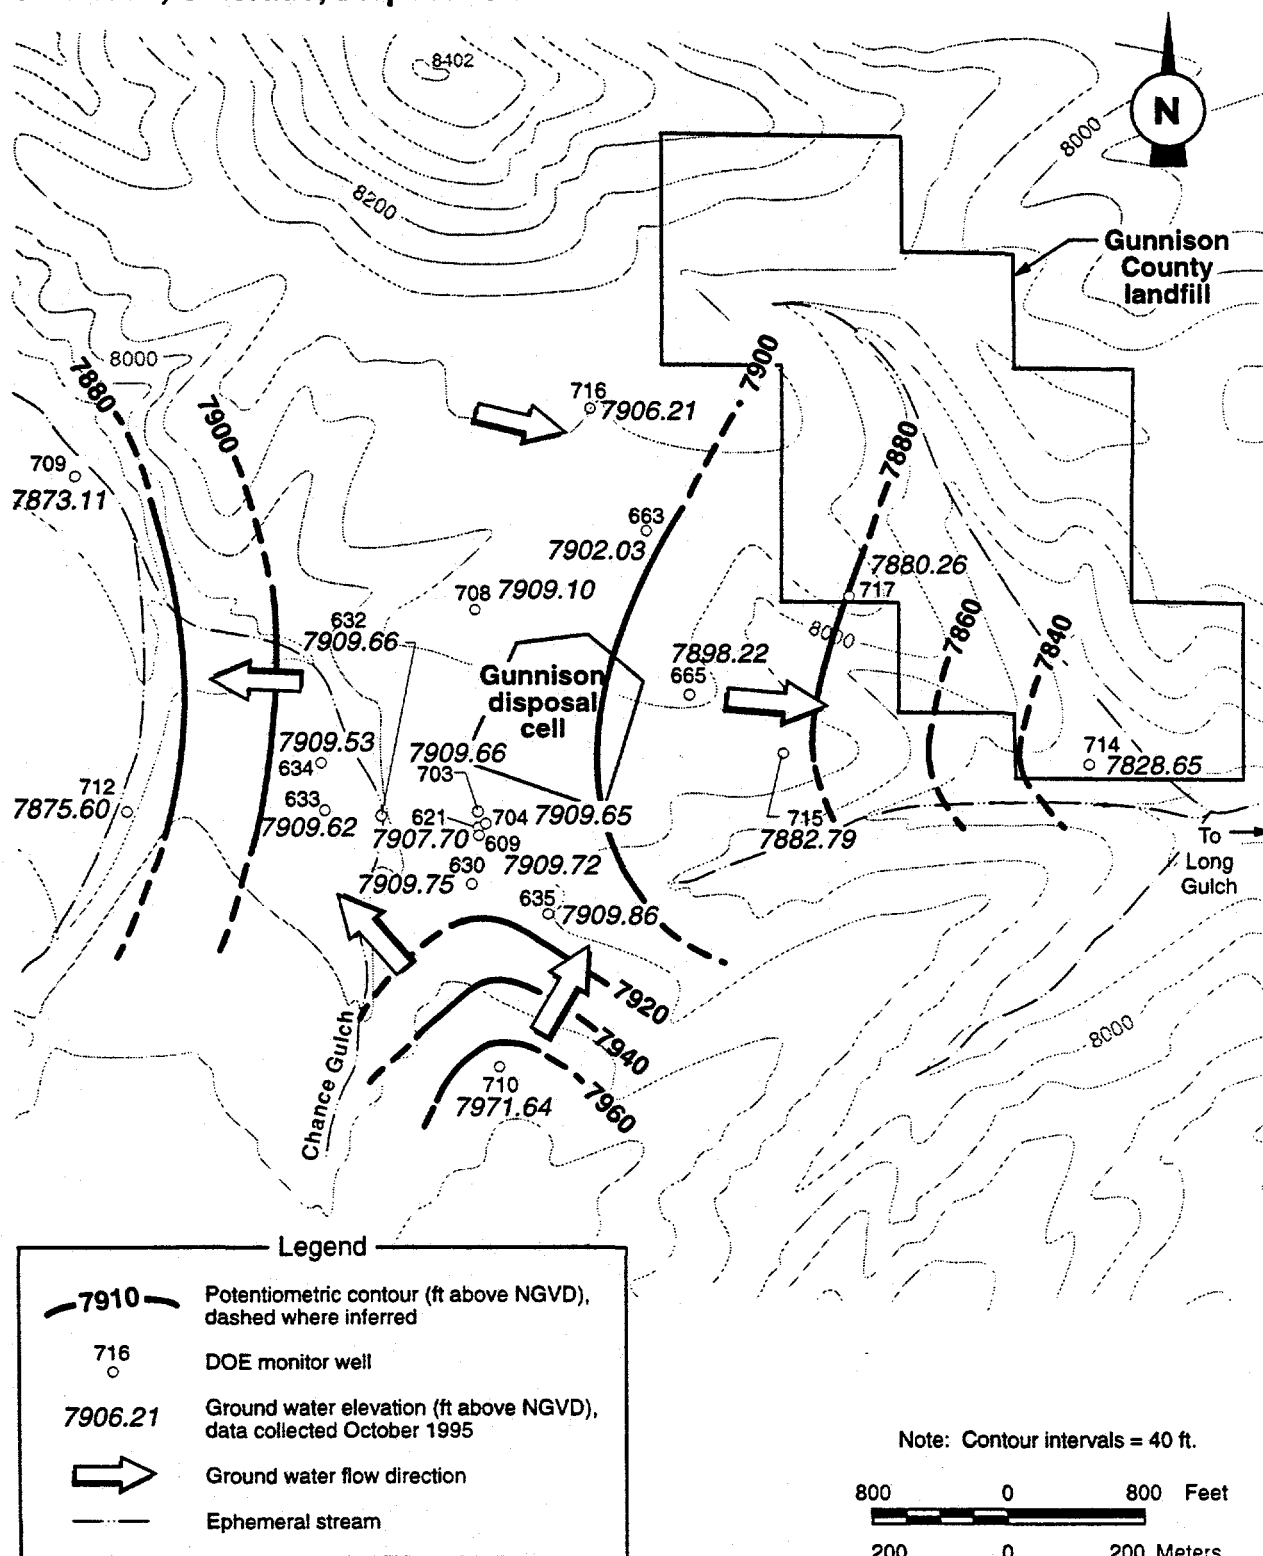 8402
N
8000
8200
Gunnison
County
landfill
8000
7880
7900
7900
716
7906.21
7880
709
7873.11
663
7902.03
7880.26
717
708
7909.10
7860
7840
8000
632
7909.66
7898.22
665
Gunnison
disposal
cell
7909.53
634
7909.66
703
714
7828.65
712
7875.60
633
7909.62
7907.70
621
704
7909.65
609
715
7882.79
To
Long
Gulch
7909.72
7909.75
630
635
7909.86
7920
7940
7960
8000
Chance Gulch
710
7971.64
Legend
7910
Potentiometric contour (ft above NGVD),
dashed where inferred
716
DOE monitor well
7906.21
Ground water elevation (ft above NGVD),
data collected October 1995
Ground water flow direction
Ephemeral stream
Note: Contour intervals = 40 ft.
800 0 800 Feet
200 0 200 Meters